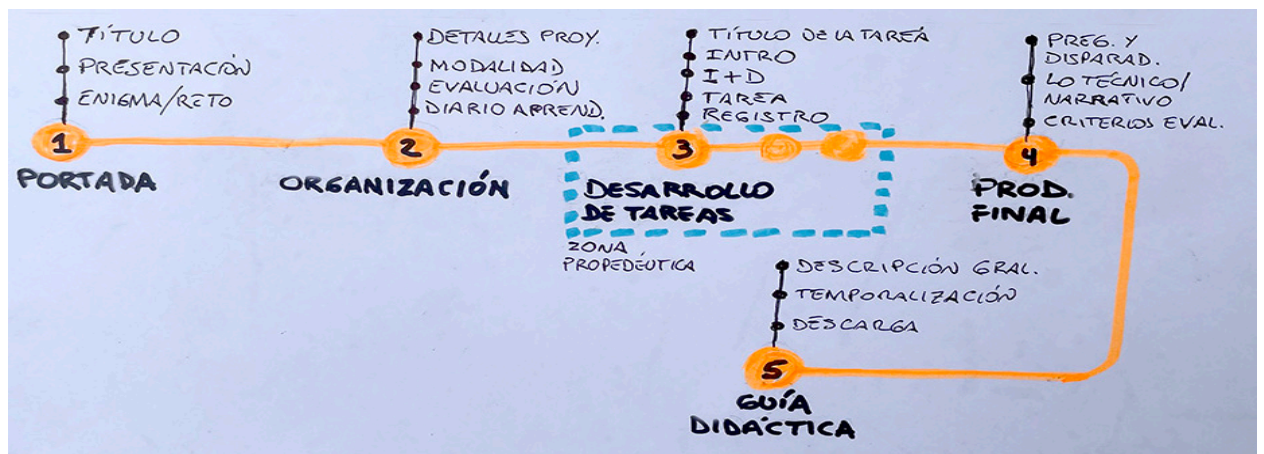 TÍTULO
PRESENTACIÓN
ENIGMA/RETO
1
PORTADA
DETALLES PROY.
MODALIDAD
EVALUACIÓN
DIARIO APREND.
2
ORGANIZACIÓN
TÍTULO DE LA TAREA
INTRO
I+D
TAREA
REGISTRO
3
DESARROLLO
DE TAREAS
ZONA
PROPEDÉUTICA
PREG. Y
DISPARAD.
LO TÉCNICO/
NARRATIVO
CRITERIOS EVAL.
4
PROD.
FINAL
DESCRIPCIÓN GRAL.
TEMPORALIZACIÓN
DESCARGA
5
GUÍA
DIDÁCTICA